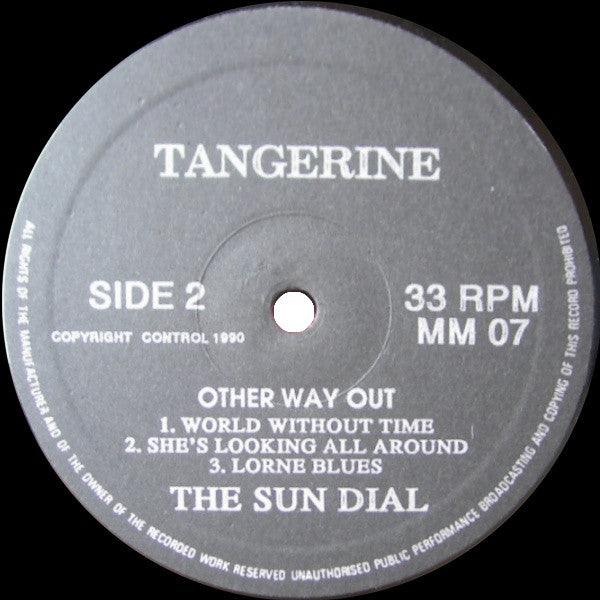 TANGERINE
SIDE 2
33 RPM
COPYRIGHT CONTROL 1990
MM 07
OTHER WAY OUT
1. WORLD WITHOUT TIME
2. SHE'S LOOKING ALL AROUND
3. LORNE BLUES
THE SUN DIAL
ALL RIGHTS OF THE MANUFACTURER AND OF THE OWNER OF THE RECORDED WORK RESERVED UNAUTHORISED PUBLIC PERFORMANCE BROADCASTING AND COPYING OF THIS RECORD PROHIBITED